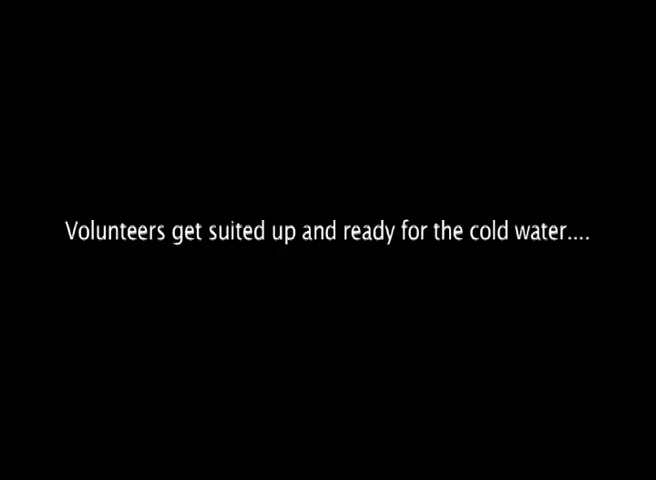 Volunteers get suited up and ready for the cold water....